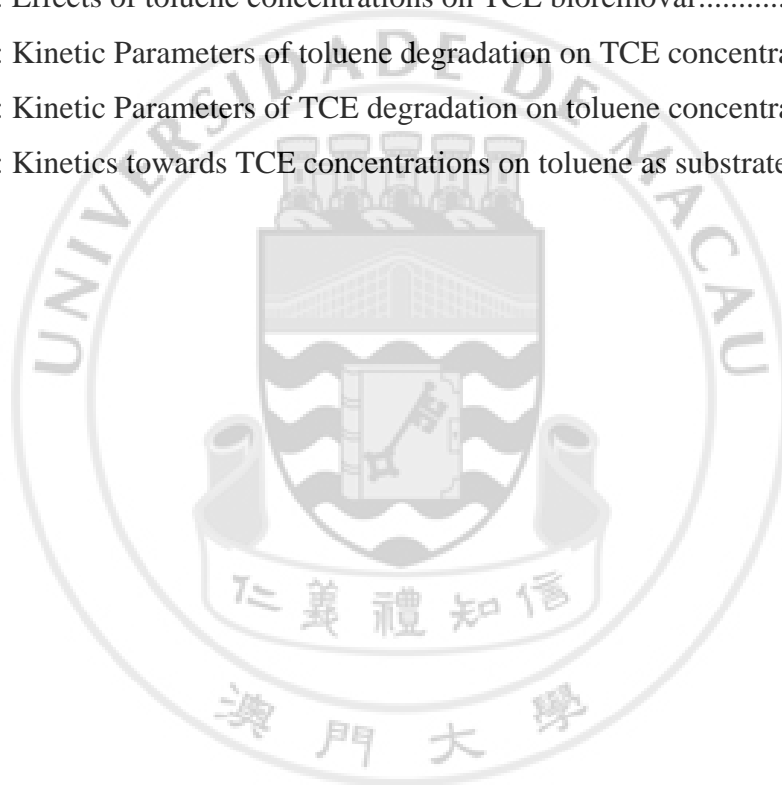 : Effects of toluene concentrations on TCE bioremoval..........
: Kinetic Parameters of toluene degradation on TCE concentra
: Kinetic Parameters of TCE degradation on toluene concentra
: Kinetics towards TCE concentrations on toluene as substrate
UNIVERSIDADE DE MACAU
仁義禮知信
澳門大學